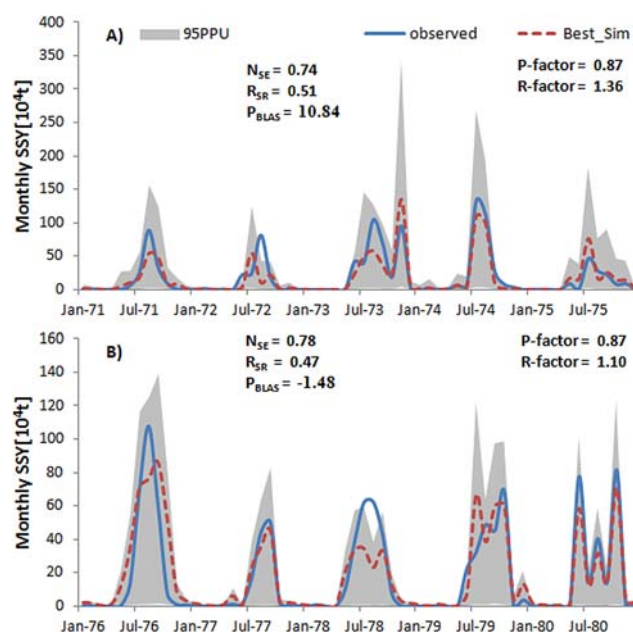 A)
95PPU
observed
Best_Sim
NSE = 0.74
RSR = 0.51
PBLAS = 10.84
P-factor = 0.87
R-factor = 1.36
Monthly SSY[10⁴t]
400
350
300
250
200
150
100
50
0
Jan-71 Jul-71 Jan-72 Jul-72 Jan-73 Jul-73 Jan-74 Jul-74 Jan-75 Jul-75
B)
NSE = 0.78
RSR = 0.47
PBLAS = -1.48
P-factor = 0.87
R-factor = 1.10
Monthly SSY[10⁴t]
160
140
120
100
80
60
40
20
0
Jan-76 Jul-76 Jan-77 Jul-77 Jan-78 Jul-78 Jan-79 Jul-79 Jan-80 Jul-80